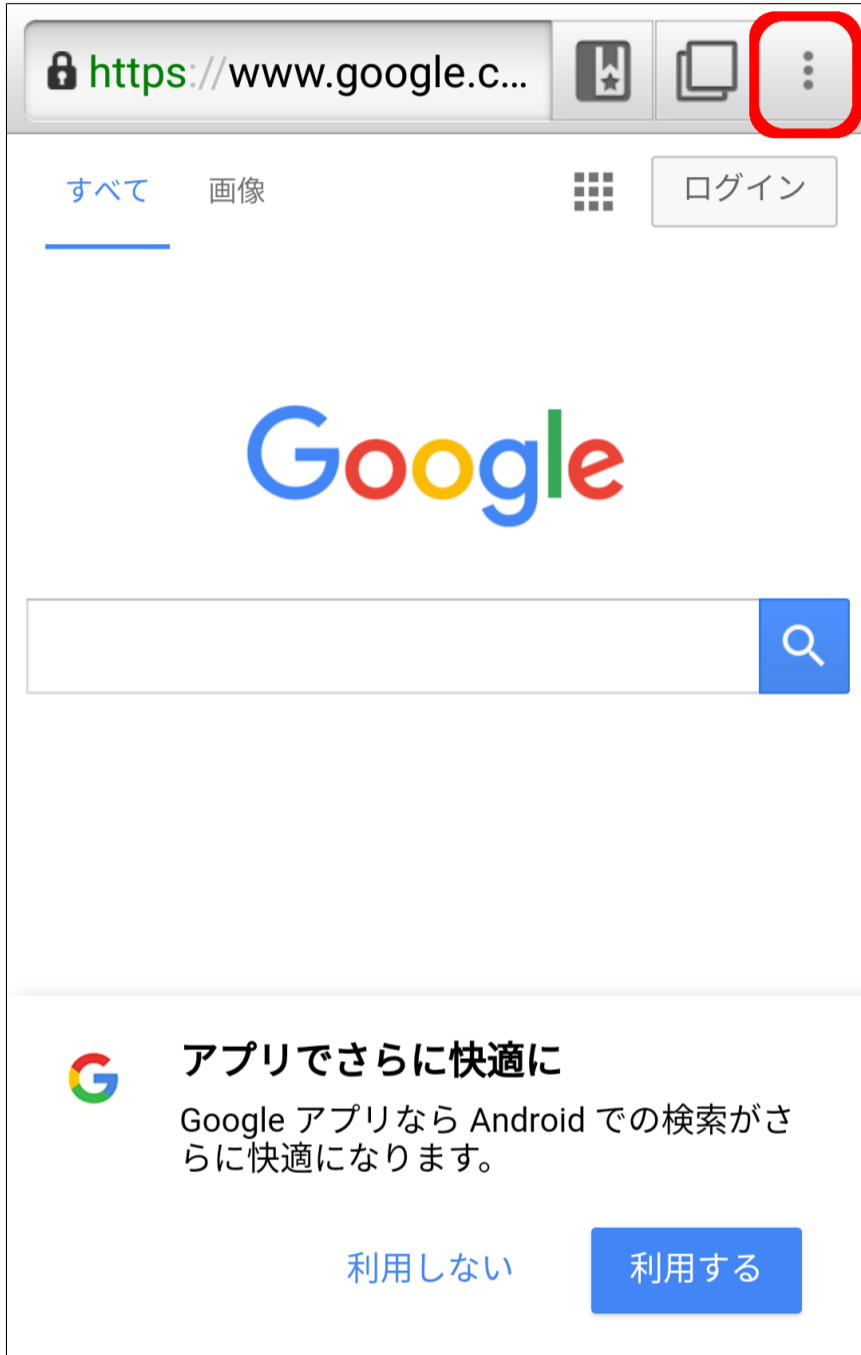 https://www.google.c...
すべて 画像 ログイン
Google
アプリでさらに快適に
Google アプリなら Android での検索がさ
らに快適になります。
利用しない 利用する